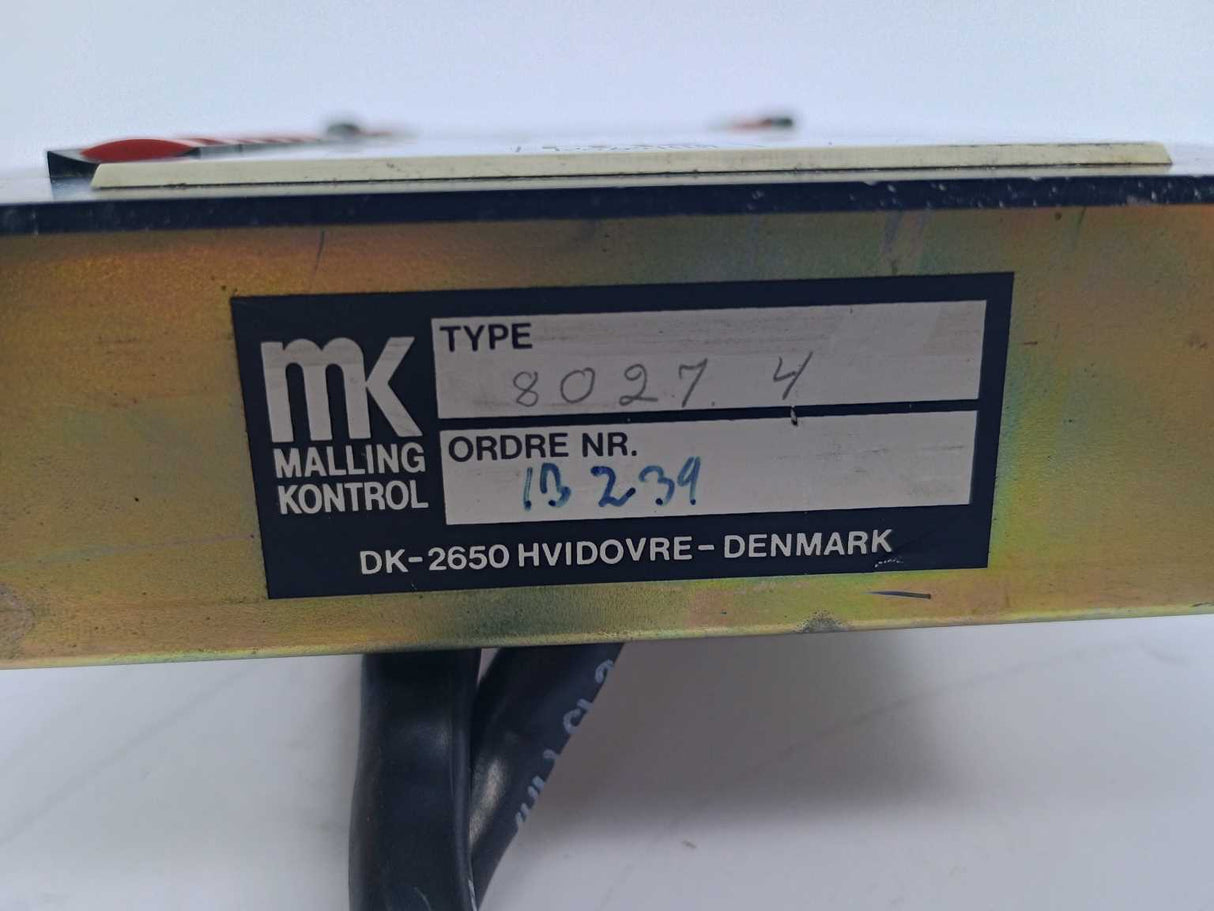 mk
MALLING
KONTROL
TYPE
8027.4
ORDRE NR.
13239
DK-2650 HVIDOVRE-DENMARK